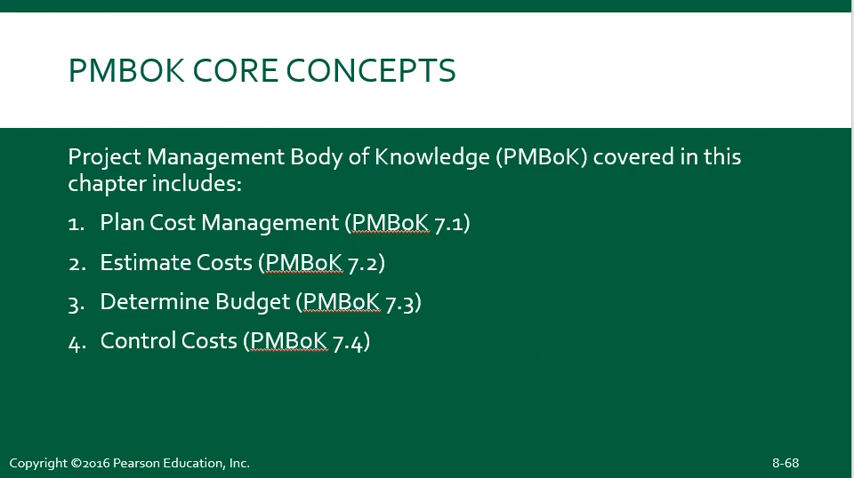 PMBOK CORE CONCEPTS
Project Management Body of Knowledge (PMBoK) covered in this
chapter includes:
1. Plan Cost Management (PMBoK 7.1)
2. Estimate Costs (PMBoK 7.2)
3. Determine Budget (PMBoK 7.3)
4. Control Costs (PMBoK 7.4)
Copyright ©2016 Pearson Education, Inc.
8-68